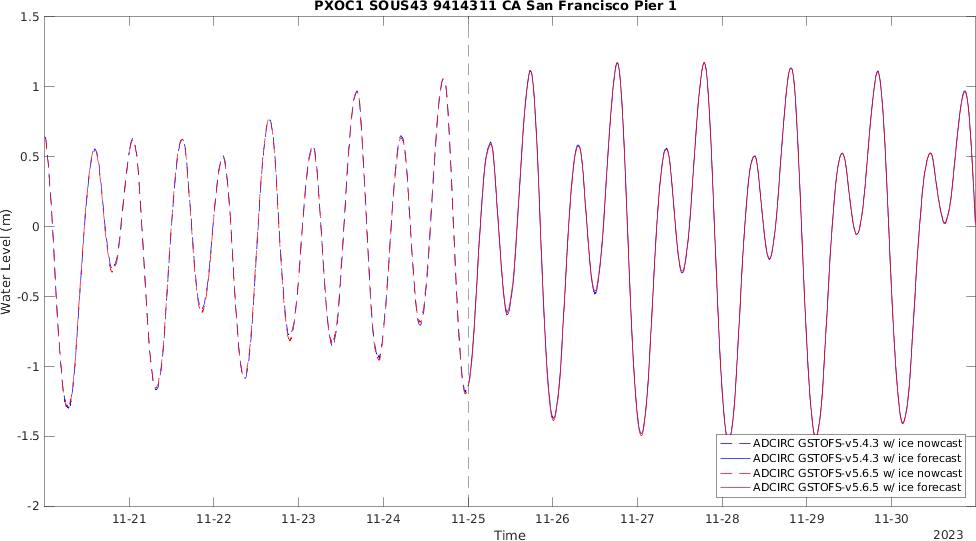 PXOC1 SOUS43 9414311 CA San Francisco Pier 1
1.5
1
0.5
0
-0.5
-1
-1.5
-2
Water Level (m)
11-21
11-22
11-23
11-24
11-25
11-26
11-27
11-28
11-29
11-30
Time
2023
ADCIRC GSTOFS-v5.4.3 w/ ice nowcast
ADCIRC GSTOFS-v5.4.3 w/ ice forecast
ADCIRC GSTOFS-v5.6.5 w/ ice nowcast
ADCIRC GSTOFS-v5.6.5 w/ ice forecast